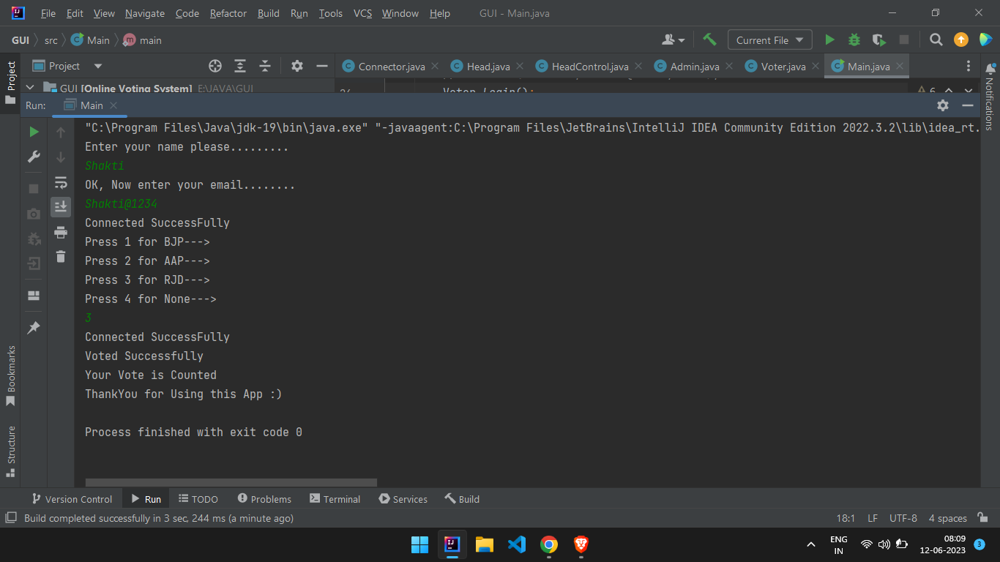 File Edit View Navigate Code Refactor Build Run Tools VCS Window Help GUI - Main.java
GUI src Main main Current File
Project Project Connector.java Head.java HeadControl.java Admin.java Voter.java Main.java
GUI [Online Voting System] E:\JAVA\GUI Voter.Login(); 6
Notifications
Run: Main
"C:\Program Files\Java\jdk-19\bin\java.exe" "-javaagent:C:\Program Files\JetBrains\IntelliJ IDEA Community Edition 2022.3.2\lib\idea_rt.
Enter your name please.........
Shakti
OK, Now enter your email........
Shakti@1234
Connected SuccessFully
Press 1 for BJP--->
Press 2 for AAP--->
Press 3 for RJD--->
Press 4 for None--->
3
Connected SuccessFully
Voted Successfully
Your Vote is Counted
ThankYou for Using this App :)
Process finished with exit code 0
Bookmarks
Structure
Version Control Run TODO Problems Terminal Services Build
Build completed successfully in 3 sec, 244 ms (a minute ago) 18:1 LF UTF-8 4 spaces
ENG 08:09
IN 12-06-2023 3